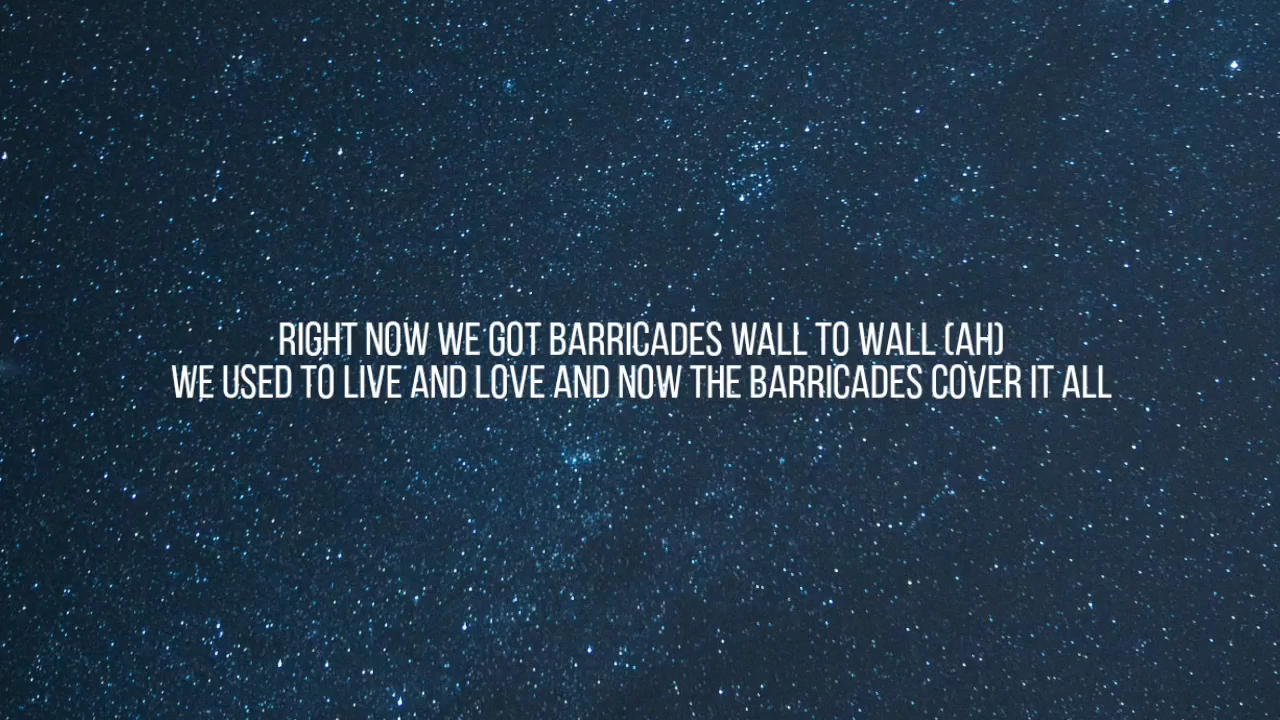 RIGHT NOW WE GOT BARRICADES WALL TO WALL (AH)
WE USED TO LIVE AND LOVE AND NOW THE BARRICADES COVER IT ALL